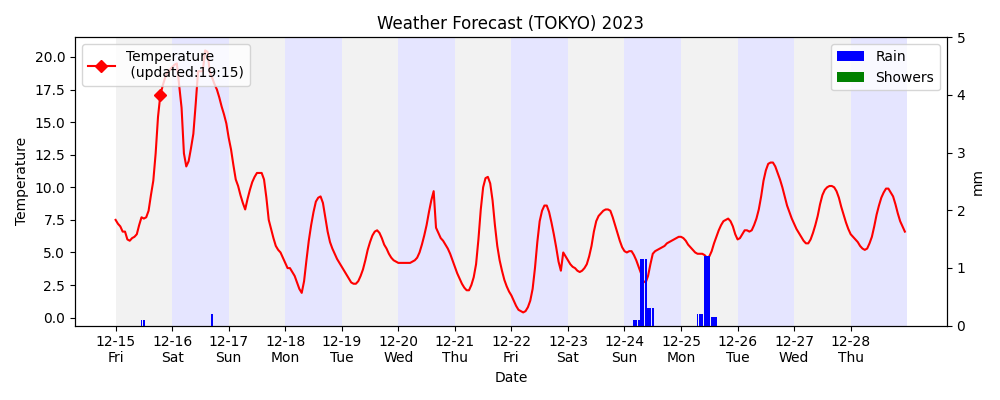 Weather Forecast (TOKYO) 2023
Temperature
(updated:19:15)
Rain
Showers
Temperature
20.0
17.5
15.0
12.5
10.0
7.5
5.0
2.5
0.0
5
4
3
2
1
0
mm
12-15 12-16 12-17 12-18 12-19 12-20 12-21 12-22 12-23 12-24 12-25 12-26 12-27 12-28
Fri Sat Sun Mon Tue Wed Thu Fri Sat Sun Mon Tue Wed Thu
Date